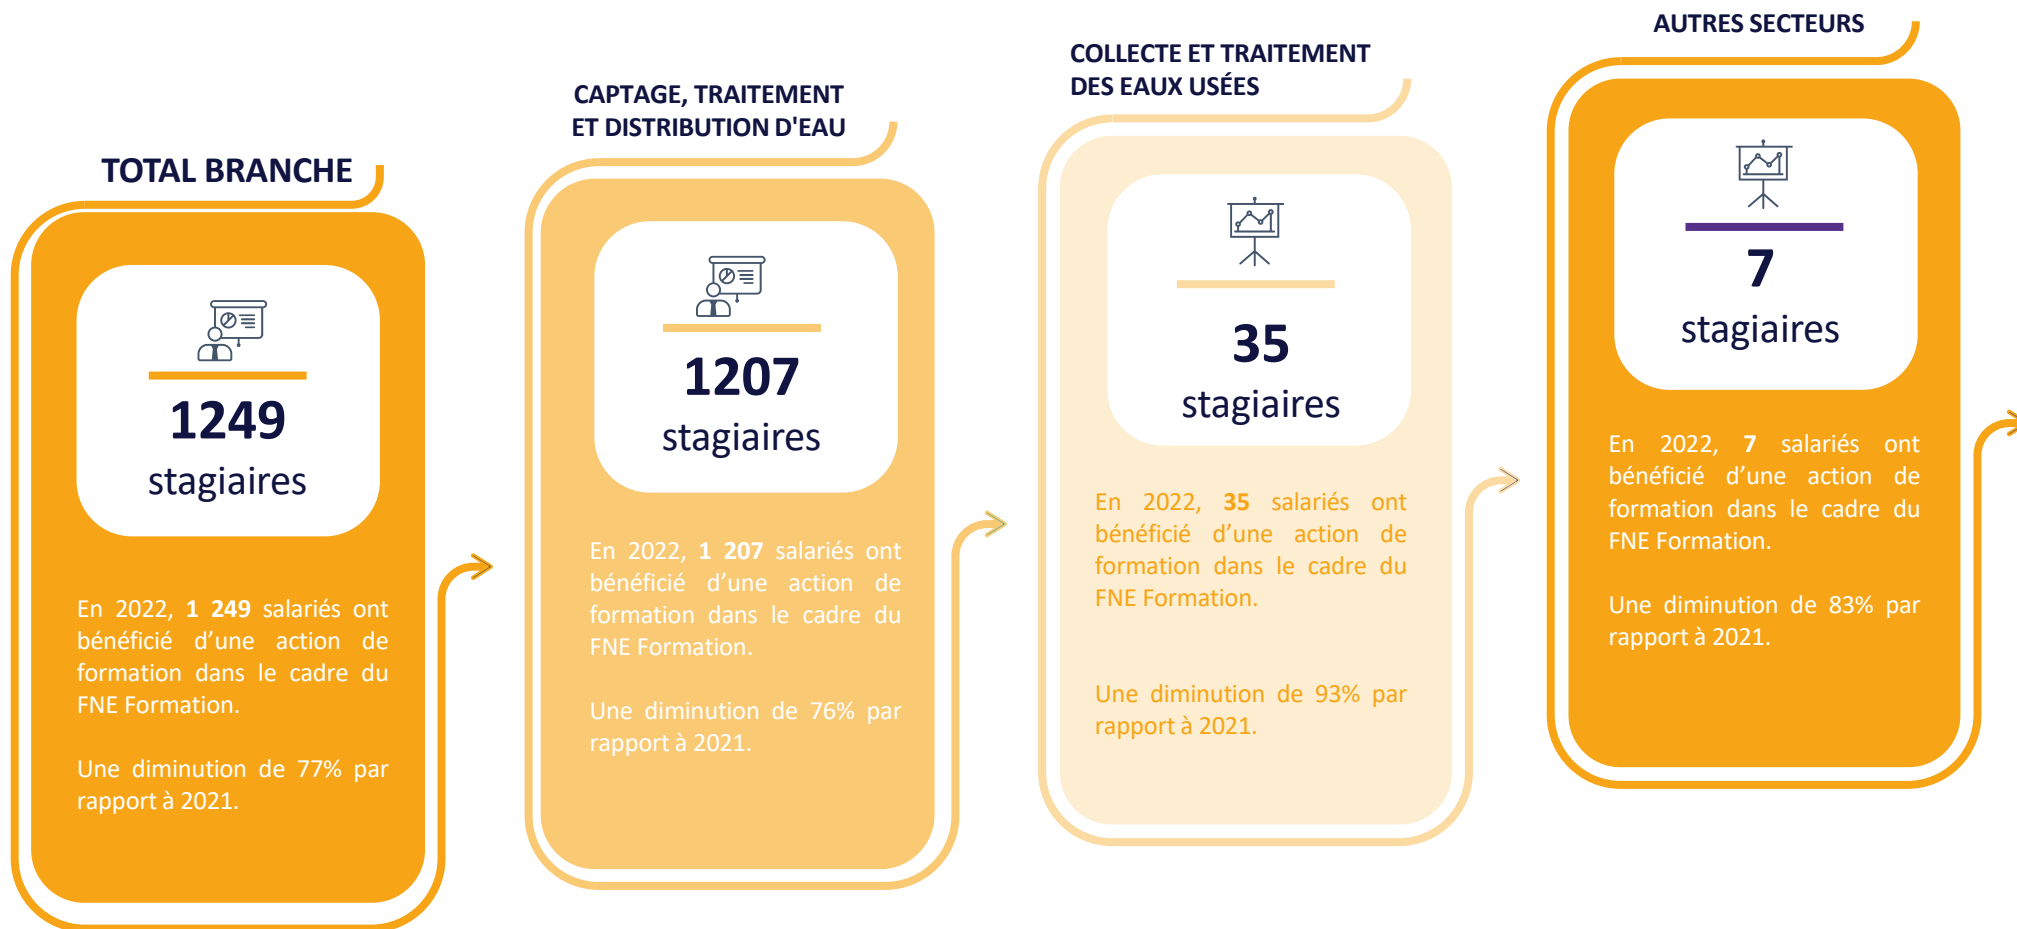 TOTAL BRANCHE
1249
stagiaires
En 2022, 1 249 salariés ont
bénéficié d’une action de
formation dans le cadre du
FNE Formation.
Une diminution de 77% par
rapport à 2021.
CAPTAGE, TRAITEMENT
ET DISTRIBUTION D'EAU
1207
stagiaires
En 2022, 1 207 salariés ont
bénéficié d’une action de
formation dans le cadre du
FNE Formation.
Une diminution de 76% par
rapport à 2021.
COLLECTE ET TRAITEMENT
DES EAUX USÉES
35
stagiaires
En 2022, 35 salariés ont
bénéficié d’une action de
formation dans le cadre du
FNE Formation.
Une diminution de 93% par
rapport à 2021.
AUTRES SECTEURS
7
stagiaires
En 2022, 7 salariés ont
bénéficié d’une action de
formation dans le cadre du
FNE Formation.
Une diminution de 83% par
rapport à 2021.